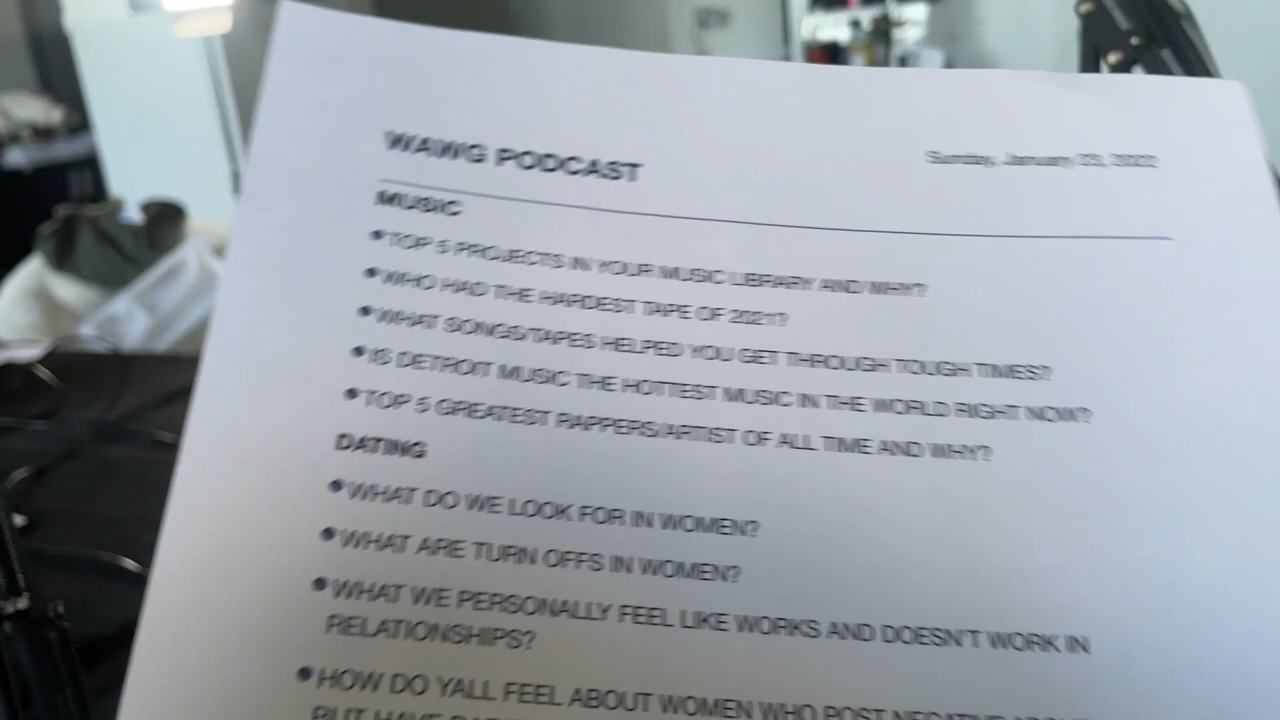 WAWG PODCAST
Sunday, January 23, 2022
MUSIC
•TOP 5 PROJECTS IN YOUR MUSIC LIBRARY AND WHY?
•WHO HAD THE HARDEST TAPE OF 2021?
•WHAT SONGS/TAPES HELPED YOU GET THROUGH TOUGH TIMES?
•IS DETROIT MUSIC THE HOTTEST MUSIC IN THE WORLD RIGHT NOW?
•TOP 5 GREATEST RAPPERS/ARTIST OF ALL TIME AND WHY?
DATING
•WHAT DO WE LOOK FOR IN WOMEN?
•WHAT ARE TURN OFFS IN WOMEN?
•WHAT WE PERSONALLY FEEL LIKE WORKS AND DOESN'T WORK IN
RELATIONSHIPS?
•HOW DO YALL FEEL ABOUT WOMEN WHO POST NEGATIVE
BUT HAVE